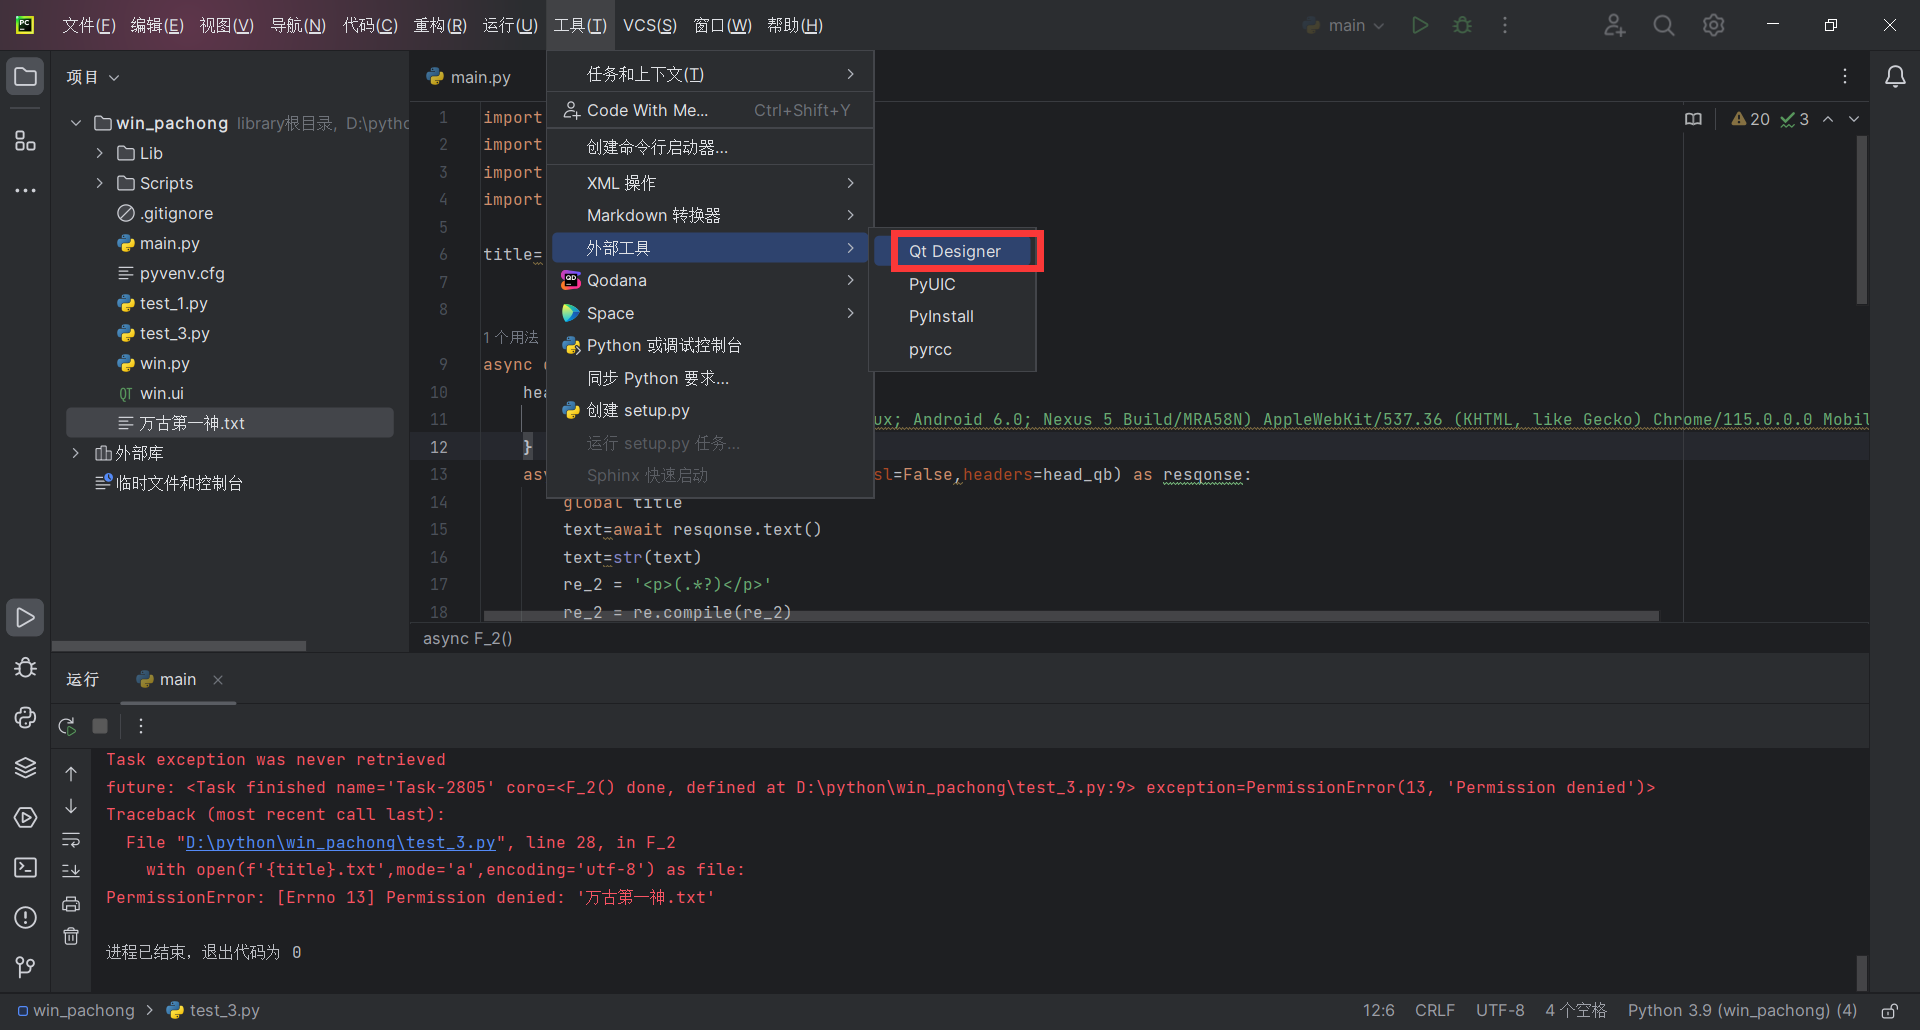 文件(F) 编辑(E) 视图(V) 导航(N) 代码(C) 重构(R) 运行(U) 工具(T) VCS(S) 窗口(W) 帮助(H) main
项目
win_pachong library根目录, D:\pytho
Lib
Scripts
.gitignore
main.py
pyvenv.cfg
test_1.py
test_3.py
win.py
QT win.ui
万古第一神.txt
外部库
临时文件和控制台
main.py
20 3
1 import
2 import
3 import
4 import
5
6 title=
7
8
1 个用法
9 async
10 hea
11 ux; Android 6.0; Nexus 5 Build/MRA58N) AppleWebKit/537.36 (KHTML, like Gecko) Chrome/115.0.0.0 Mobil
12 }
13 asy sl=False,headers=head_qb) as resqonse:
14 global title
15 text=await resqonse.text()
16 text=str(text)
17 re_2 = '<p>(.*?)</p>'
18 re_2 = re.compile(re_2)
async F_2()
任务和上下文(T)
Code With Me... Ctrl+Shift+Y
创建命令行启动器...
XML 操作
Markdown 转换器
外部工具
Qodana
Space
Python 或调试控制台
同步 Python 要求...
创建 setup.py
运行 setup.py 任务...
Sphinx 快速启动
Qt Designer
PyUIC
PyInstall
pyrcc
运行 main
Task exception was never retrieved
future: <Task finished name='Task-2805' coro=<F_2() done, defined at D:\python\win_pachong\test_3.py:9> exception=PermissionError(13, 'Permission denied')>
Traceback (most recent call last):
File "D:\python\win_pachong\test_3.py", line 28, in F_2
with open(f'{title}.txt',mode='a',encoding='utf-8') as file:
PermissionError: [Errno 13] Permission denied: '万古第一神.txt'
进程已结束，退出代码为 0
win_pachong > test_3.py 12:6 CRLF UTF-8 4 个空格 Python 3.9 (win_pachong) (4)